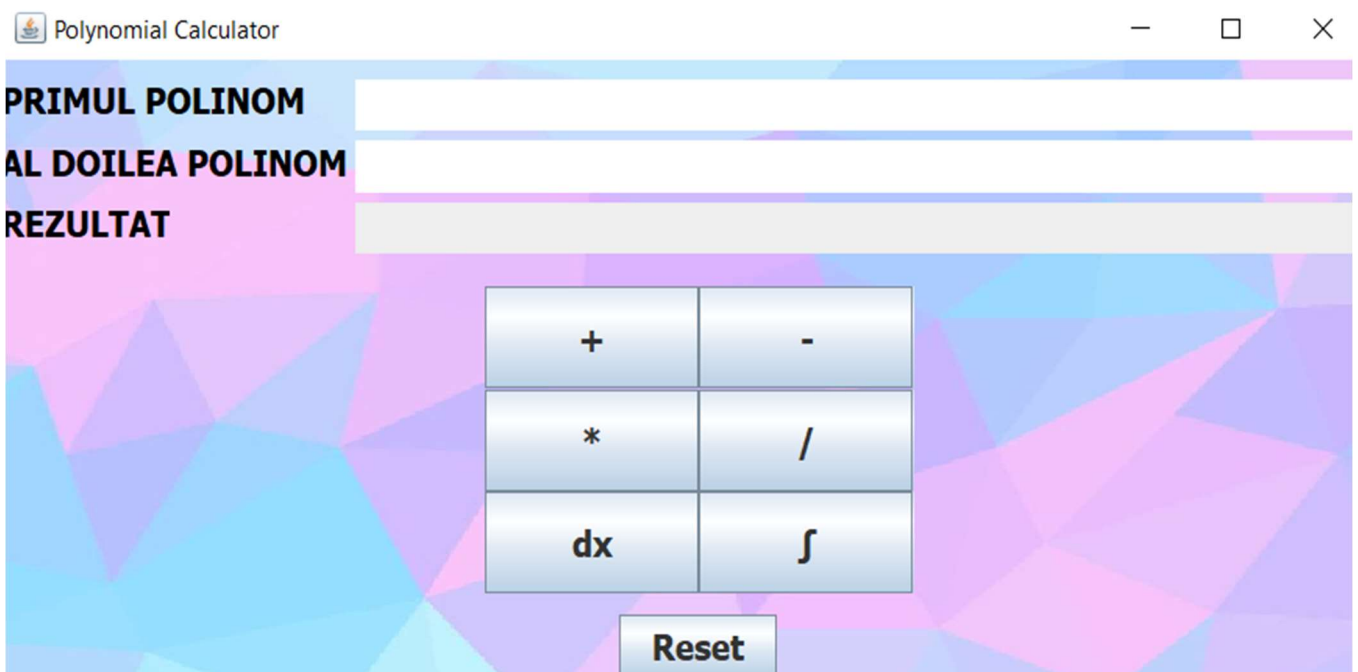 Polynomial Calculator
PRIMUL POLINOM
AL DOILEA POLINOM
REZULTAT
+ -
* /
dx ∫
Reset